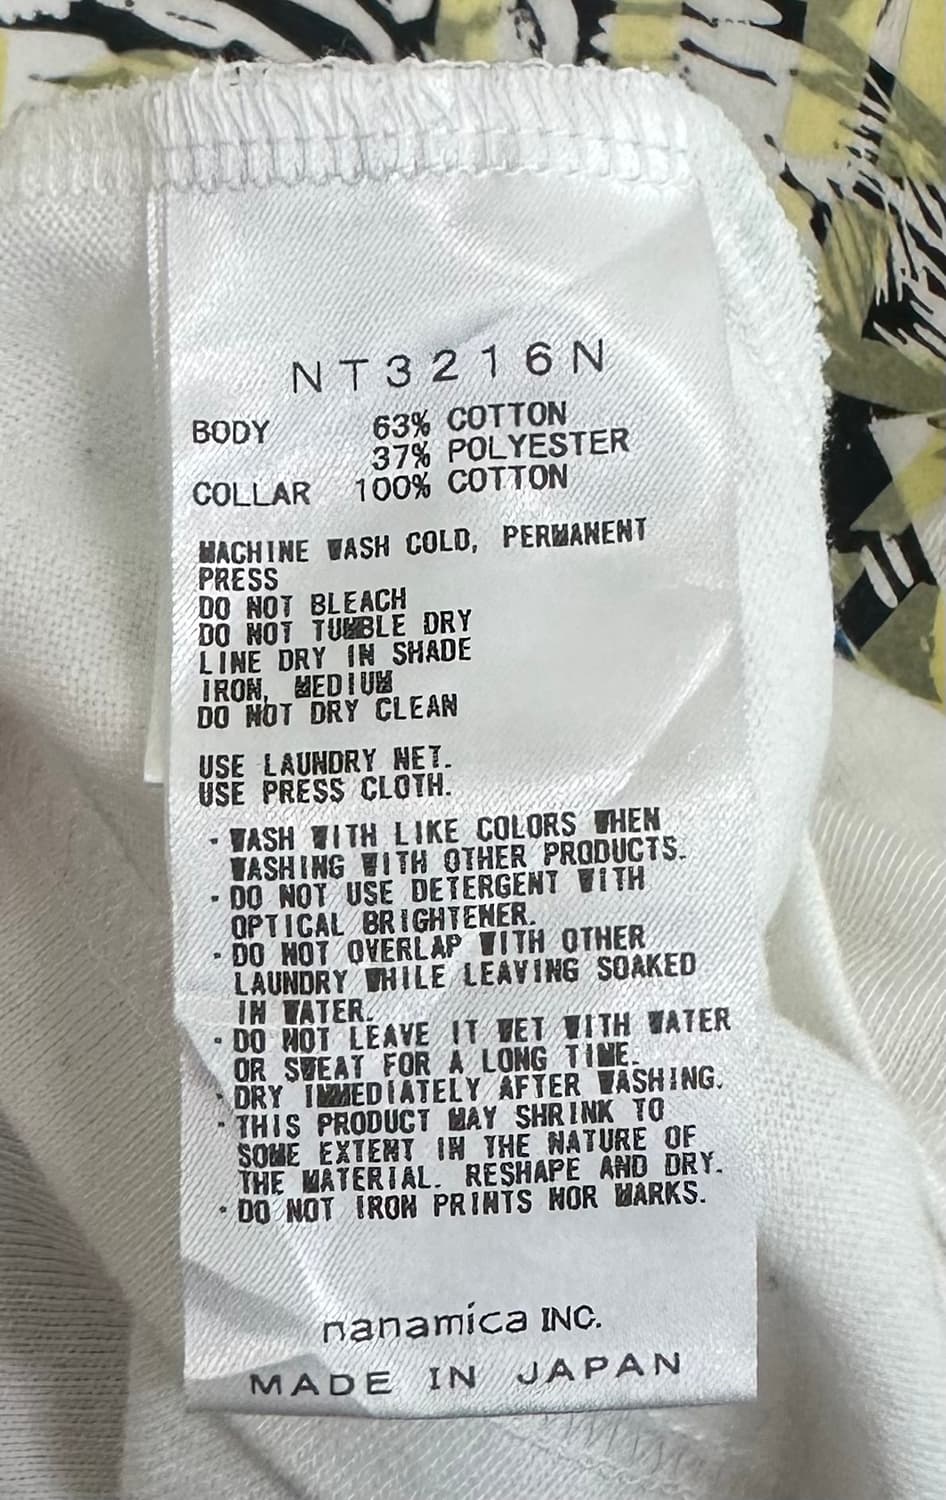 NT3216N
BODY 63% COTTON
37% POLYESTER
COLLAR 100% COTTON
MACHINE WASH COLD, PERMANENT
PRESS
DO NOT BLEACH
DO NOT TUMBLE DRY
LINE DRY IN SHADE
IRON, MEDIUM
DO NOT DRY CLEAN
USE LAUNDRY NET.
USE PRESS CLOTH.
・WASH WITH LIKE COLORS WHEN
WASHING WITH OTHER PRODUCTS.
・DO NOT USE DETERGENT WITH
OPTICAL BRIGHTENER.
・DO NOT OVERLAP WITH OTHER
LAUNDRY WHILE LEAVING SOAKED
IN WATER.
・DO NOT LEAVE IT WET WITH WATER
OR SWEAT FOR A LONG TIME.
・DRY IMMEDIATELY AFTER WASHING.
・THIS PRODUCT MAY SHRINK TO
SOME EXTENT IN THE NATURE OF
THE MATERIAL. RESHAPE AND DRY.
・DO NOT IRON PRINTS NOR MARKS.
nanamica INC.
MADE IN JAPAN